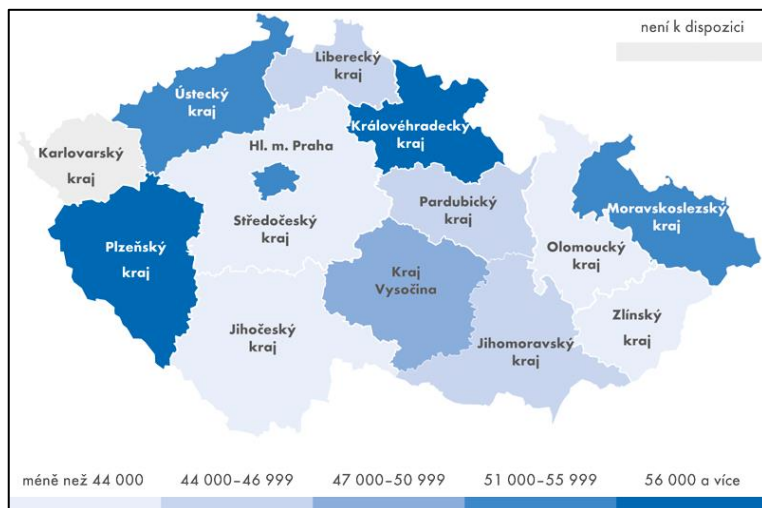 není k dispozici
Liberecký
kraj
Ústecký
kraj
Královéhradecký
kraj
Hl. m. Praha
Karlovarský
kraj
Pardubický
kraj
Moravskoslezský
kraj
Středočeský
kraj
Plzeňský
kraj
Olomoucký
kraj
Kraj
Vysočina
Zlínský
kraj
Jihočeský
kraj
Jihomoravský
kraj
méně než 44 000
44 000–46 999
47 000–50 999
51 000–55 999
56 000 a více